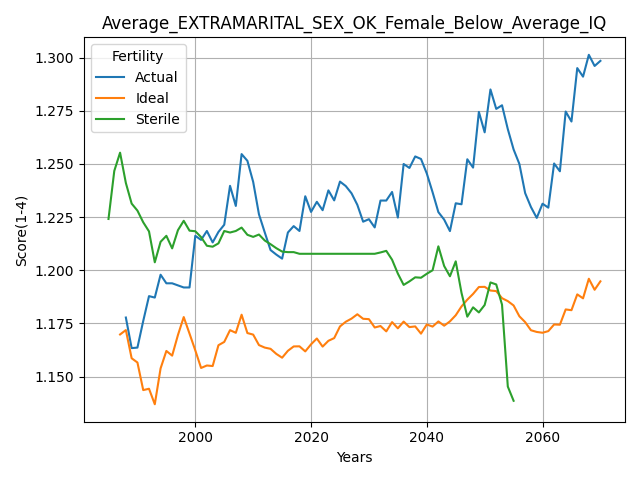 Average_EXTRAMARITAL_SEX_OK_Female_Below_Average_IQ
Fertility
Actual
Ideal
Sterile
Score(1-4)
1.300
1.275
1.250
1.225
1.200
1.175
1.150
2000
2020
2040
2060
Years